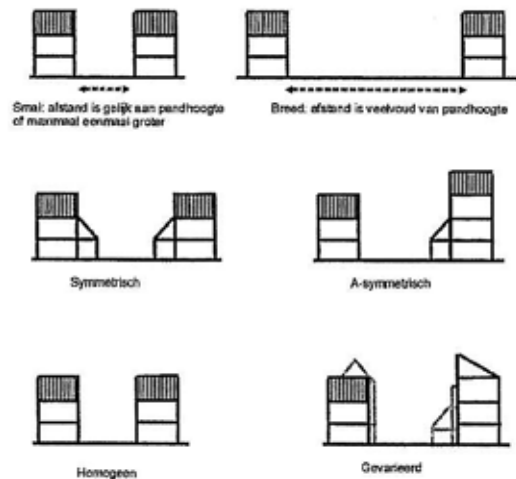 Smal: afstand is gelijk aan pandhoogte
of maximaal eenmaal groter
Breed: afstand is veelvoud van pandhoogte
Symmetrisch
A-symmetrisch
Homogeen
Gevarieerd